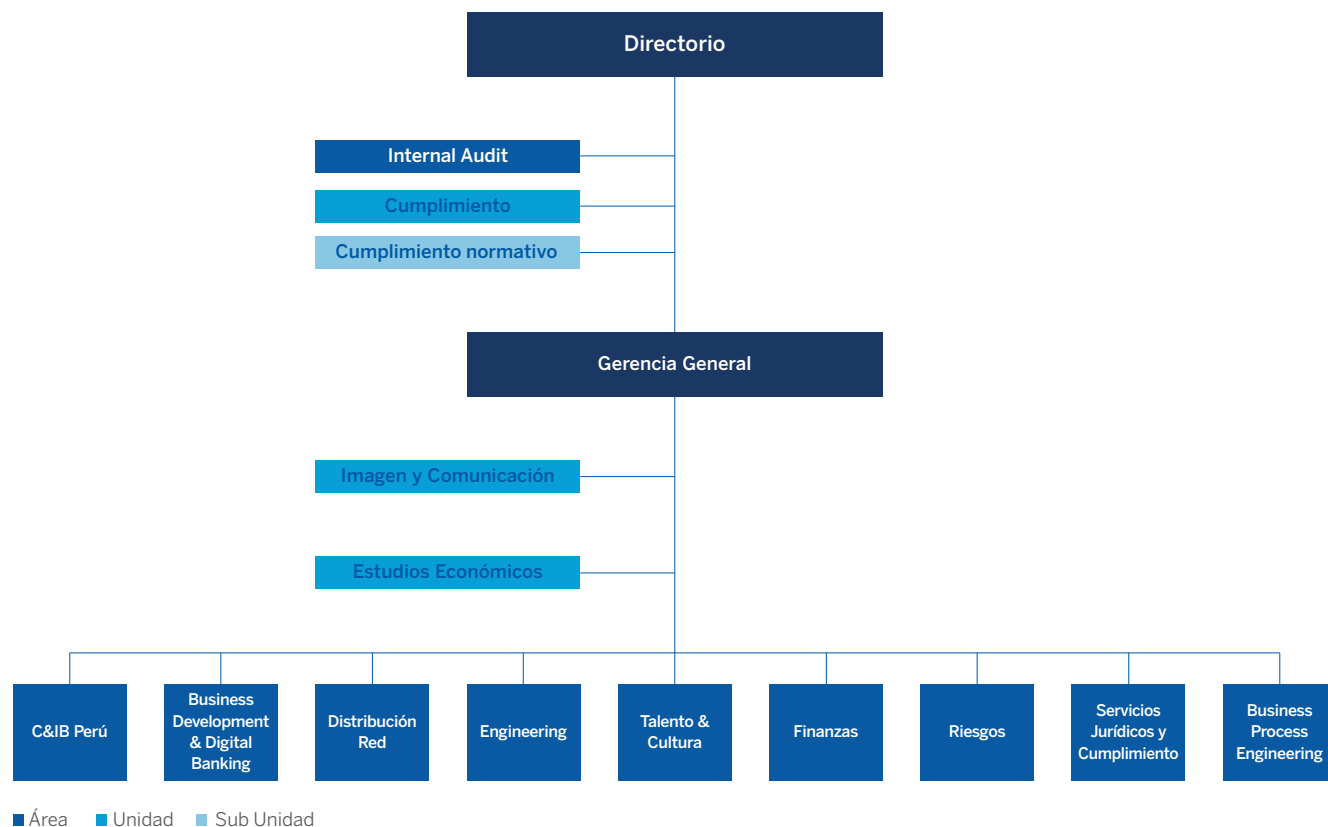 Directorio
Internal Audit
Cumplimiento
Cumplimiento normativo
Gerencia General
Imagen y Comunicación
Estudios Económicos
C&IB Perú
Business
Development
& Digital
Banking
Distribución
Red
Engineering
Talento &
Cultura
Finanzas
Riesgos
Servicios
Jurídicos y
Cumplimiento
Business
Process
Engineering
Área
Unidad
Sub Unidad